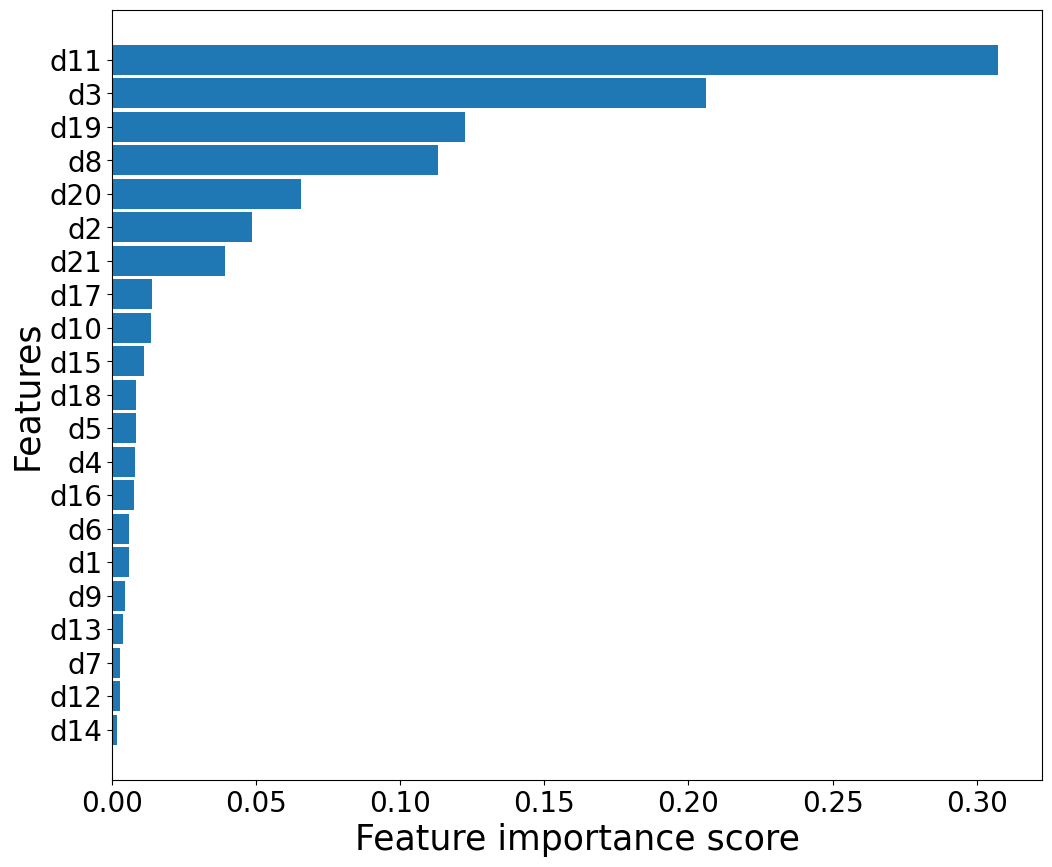 d11
d3
d19
d8
d20
d2
d21
d17
d10
d15
d18
d5
d4
d16
d6
d1
d9
d13
d7
d12
d14
Features
0.00 0.05 0.10 0.15 0.20 0.25 0.30
Feature importance score